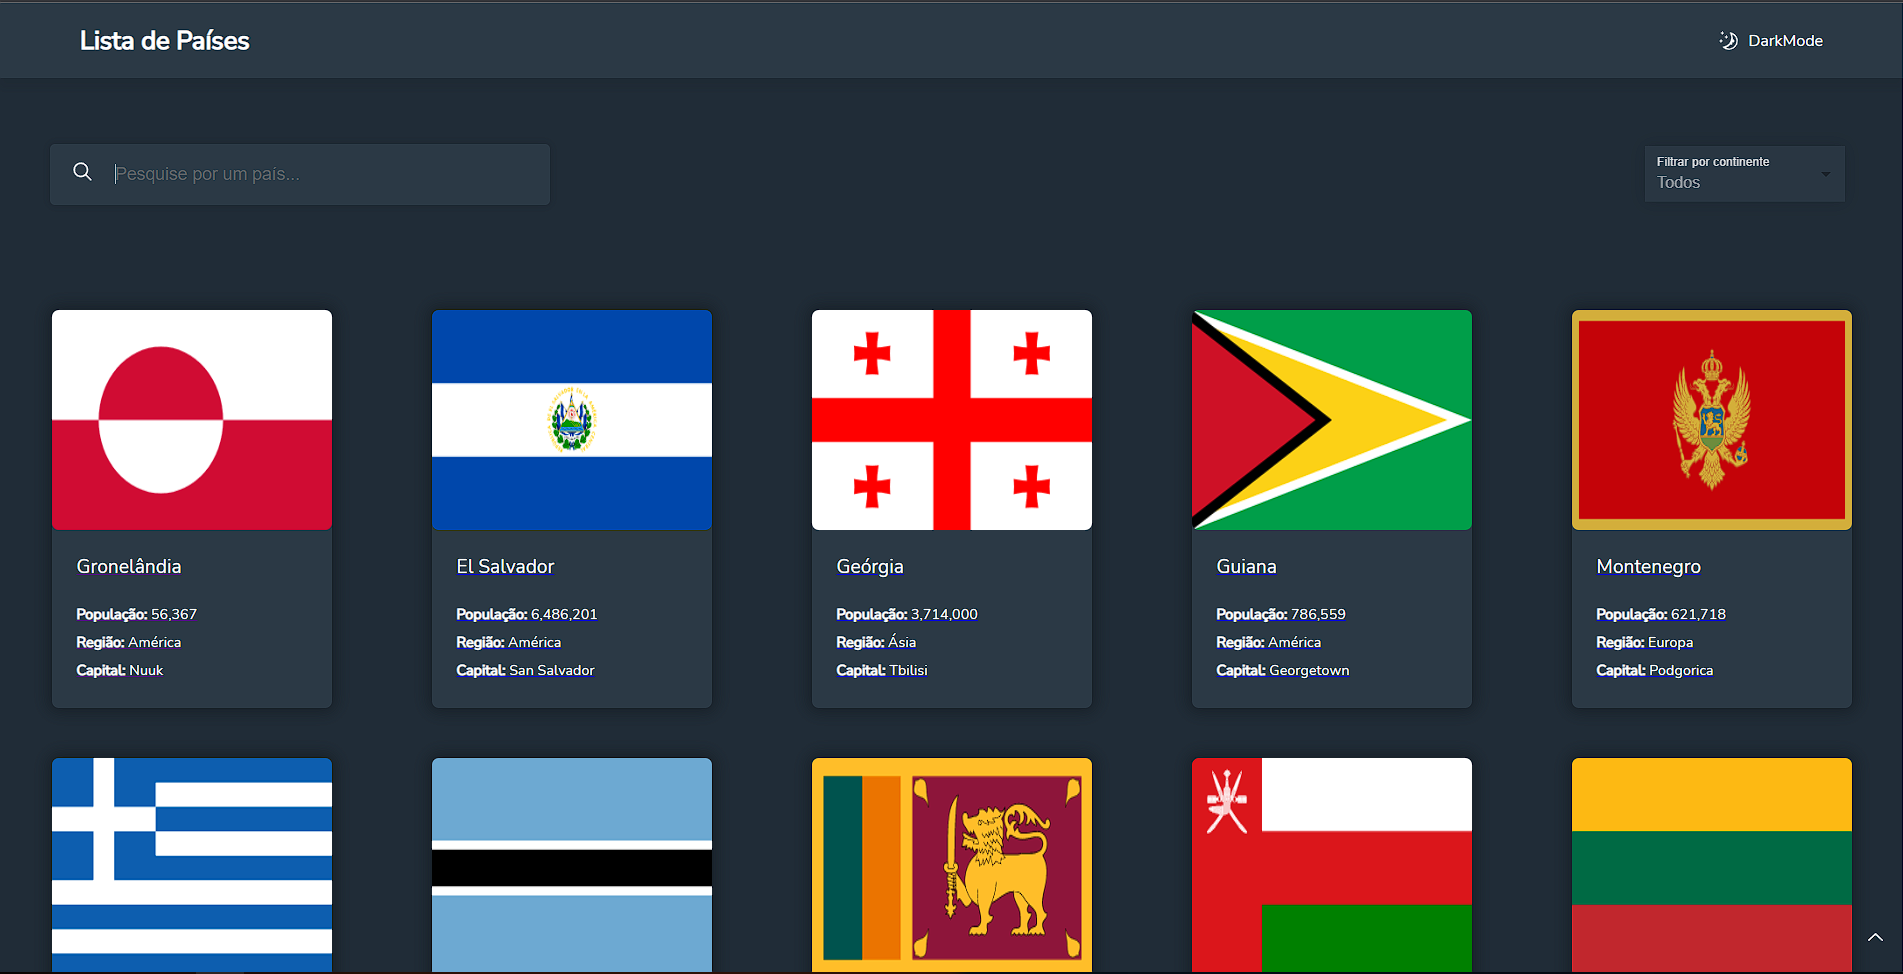 Lista de Países
DarkMode
Pesquise por um país...
Filtrar por continente
Todos
Gronelândia
População: 56,367
Região: América
Capital: Nuuk
El Salvador
População: 6,486,201
Região: América
Capital: San Salvador
Geórgia
População: 3,714,000
Região: Ásia
Capital: Tbilisi
Guiana
População: 786,559
Região: América
Capital: Georgetown
Montenegro
População: 621,718
Região: Europa
Capital: Podgorica